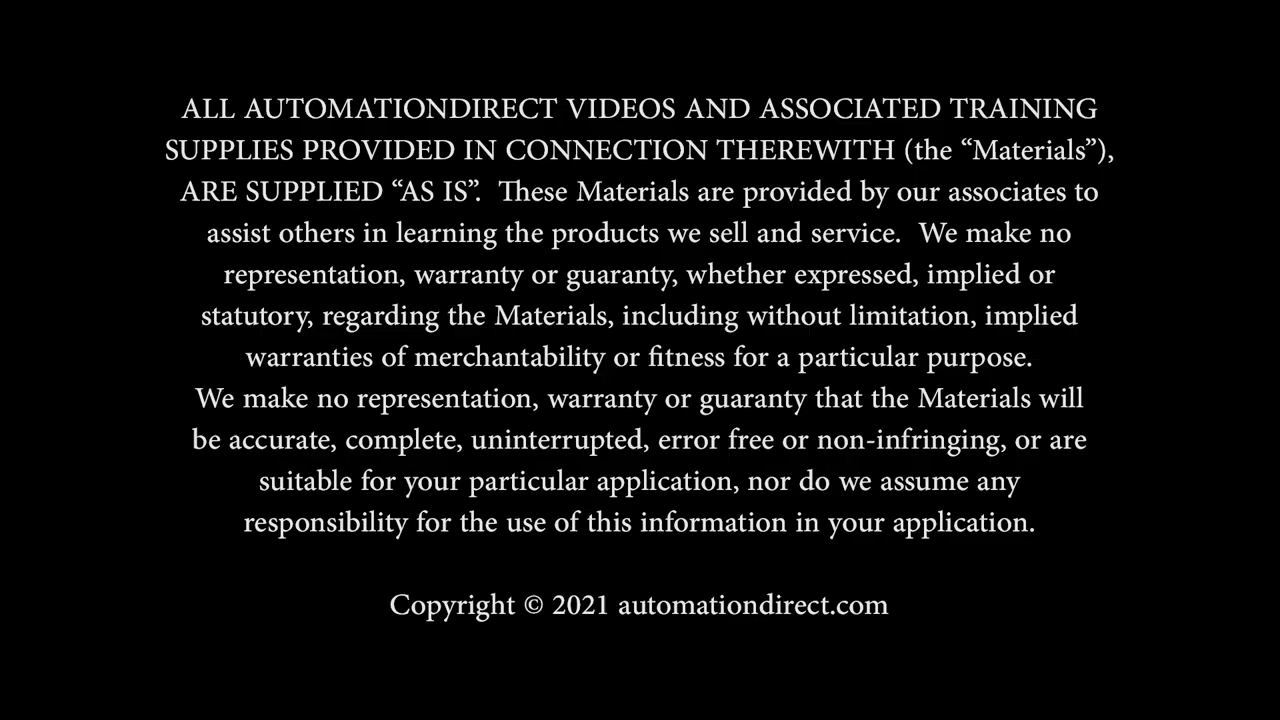 ALL AUTOMATIONDIRECT VIDEOS AND ASSOCIATED TRAINING
SUPPLIES PROVIDED IN CONNECTION THEREWITH (the “Materials”),
ARE SUPPLIED “AS IS”.  These Materials are provided by our associates to
assist others in learning the products we sell and service.  We make no
representation, warranty or guaranty, whether expressed, implied or
statutory, regarding the Materials, including without limitation, implied
warranties of merchantability or fitness for a particular purpose.
We make no representation, warranty or guaranty that the Materials will
be accurate, complete, uninterrupted, error free or non-infringing, or are
suitable for your particular application, nor do we assume any
responsibility for the use of this information in your application.
Copyright © 2021 automationdirect.com